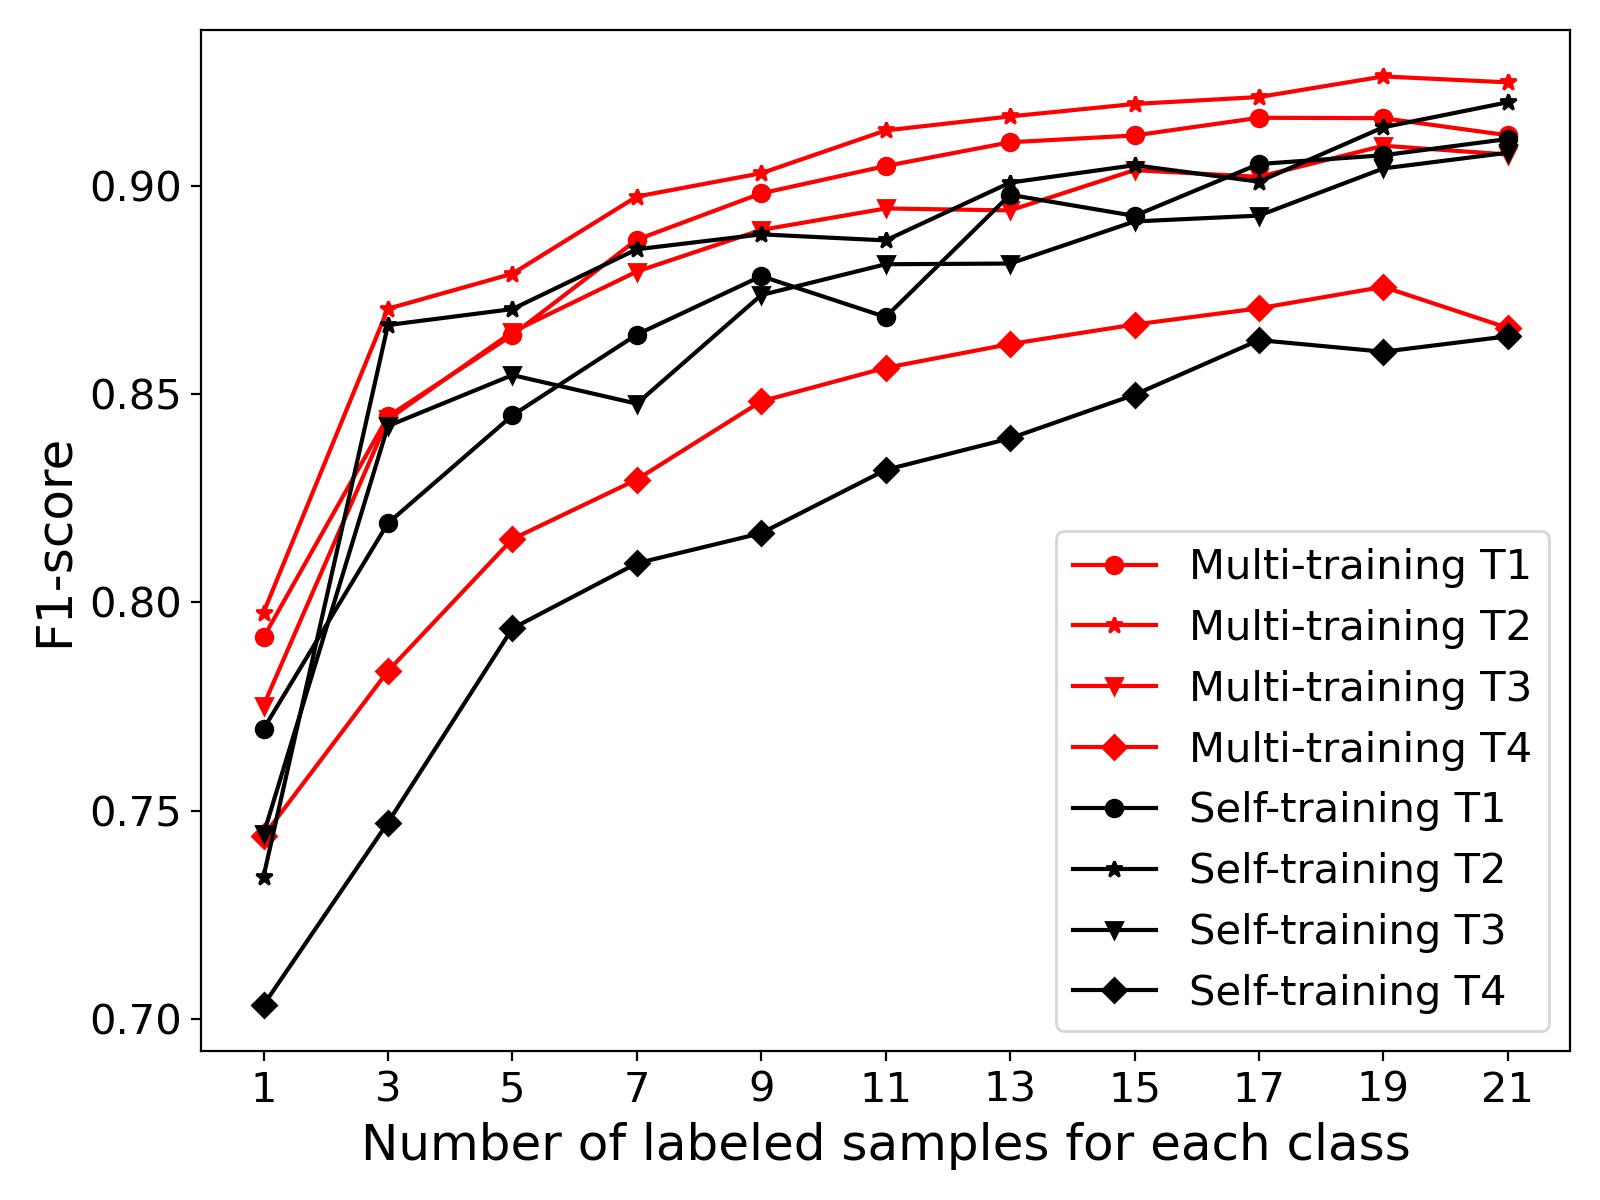 F1-score
0.90
0.85
0.80
0.75
0.70
Multi-training T1
Multi-training T2
Multi-training T3
Multi-training T4
Self-training T1
Self-training T2
Self-training T3
Self-training T4
1 3 5 7 9 11 13 15 17 19 21
Number of labeled samples for each class